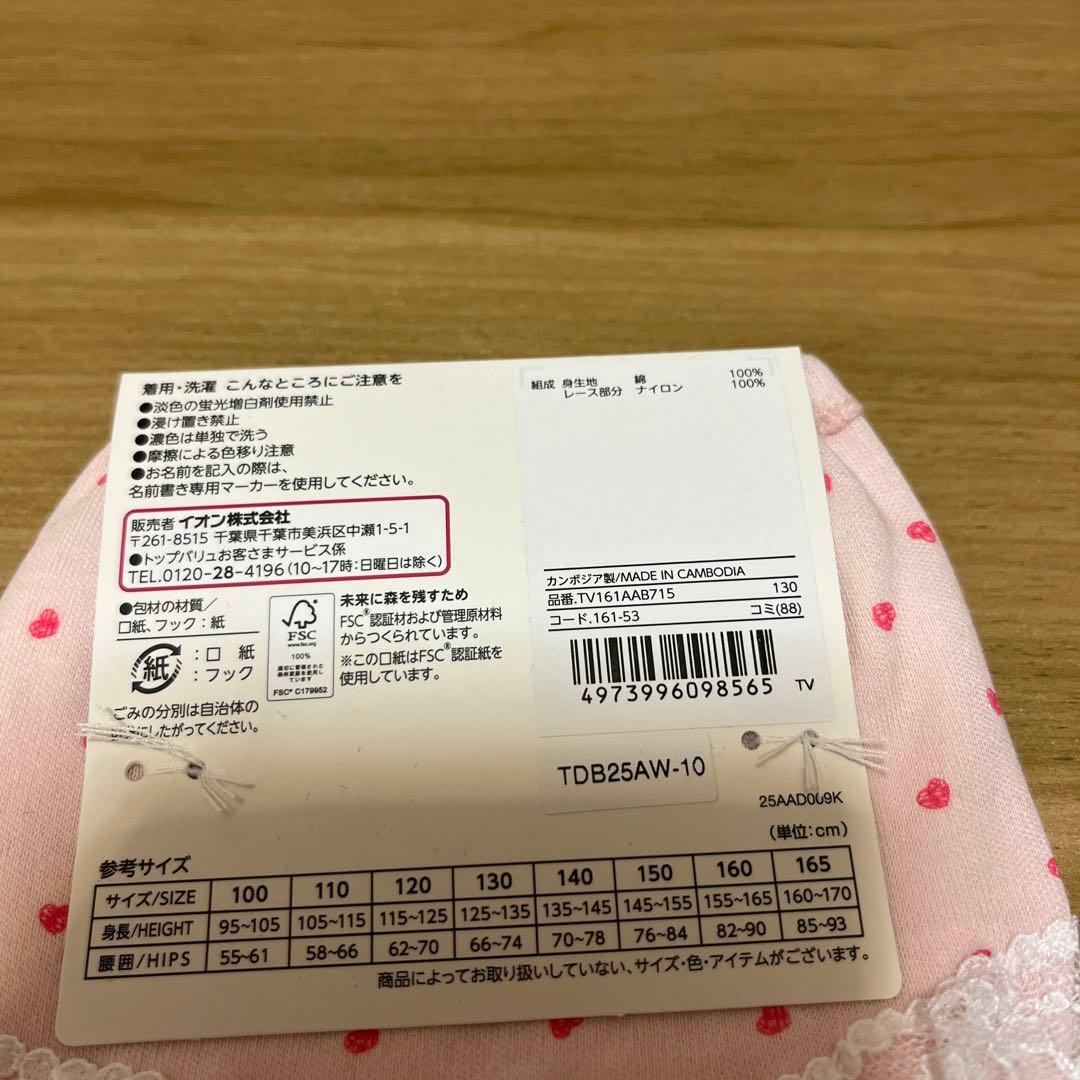 着用・洗濯 こんなところにご注意を
●淡色の蛍光増白剤使用禁止
●浸け置き禁止
●濃色は単独で洗う
●摩擦による色移り注意
●お名前を記入の際は、
名前書き専用マーカーを使用してください。
販売者 イオン株式会社
〒261-8515 千葉県千葉市美浜区中瀬1-5-1
●トップバリュお客さまサービス係
TEL.0120-28-4196(10~17時:日曜日は除く)
●包材の材質/
口紙、フック:紙
紙 :口 紙
:フック
ごみの分別は自治体の
にしたがってください。
FSC
www.fsc.org
100%
FSC® C179952
未来に森を残すため
FSC®認証材および管理原材料
からつくられています。
※この口紙はFSC®認証紙を
使用しています。
組成 身生地 綿 100%
レース部分 ナイロン 100%
カンボジア製/MADE IN CAMBODIA
品番.TV161AAB715 130
コード.161-53 コミ(88)
4973996098565 TV
TDB25AW-10
25AAD009K
(単位:cm)
参考サイズ
サイズ/SIZE 100 110 120 130 140 150 160 165
身長/HEIGHT 95~105 105~115 115~125 125~135 135~145 145~155 155~165 160~170
腰囲/HIPS 55~61 58~66 62~70 66~74 70~78 76~84 82~90 85~93
商品によってお取り扱いしていない、サイズ・色・アイテムがございます。